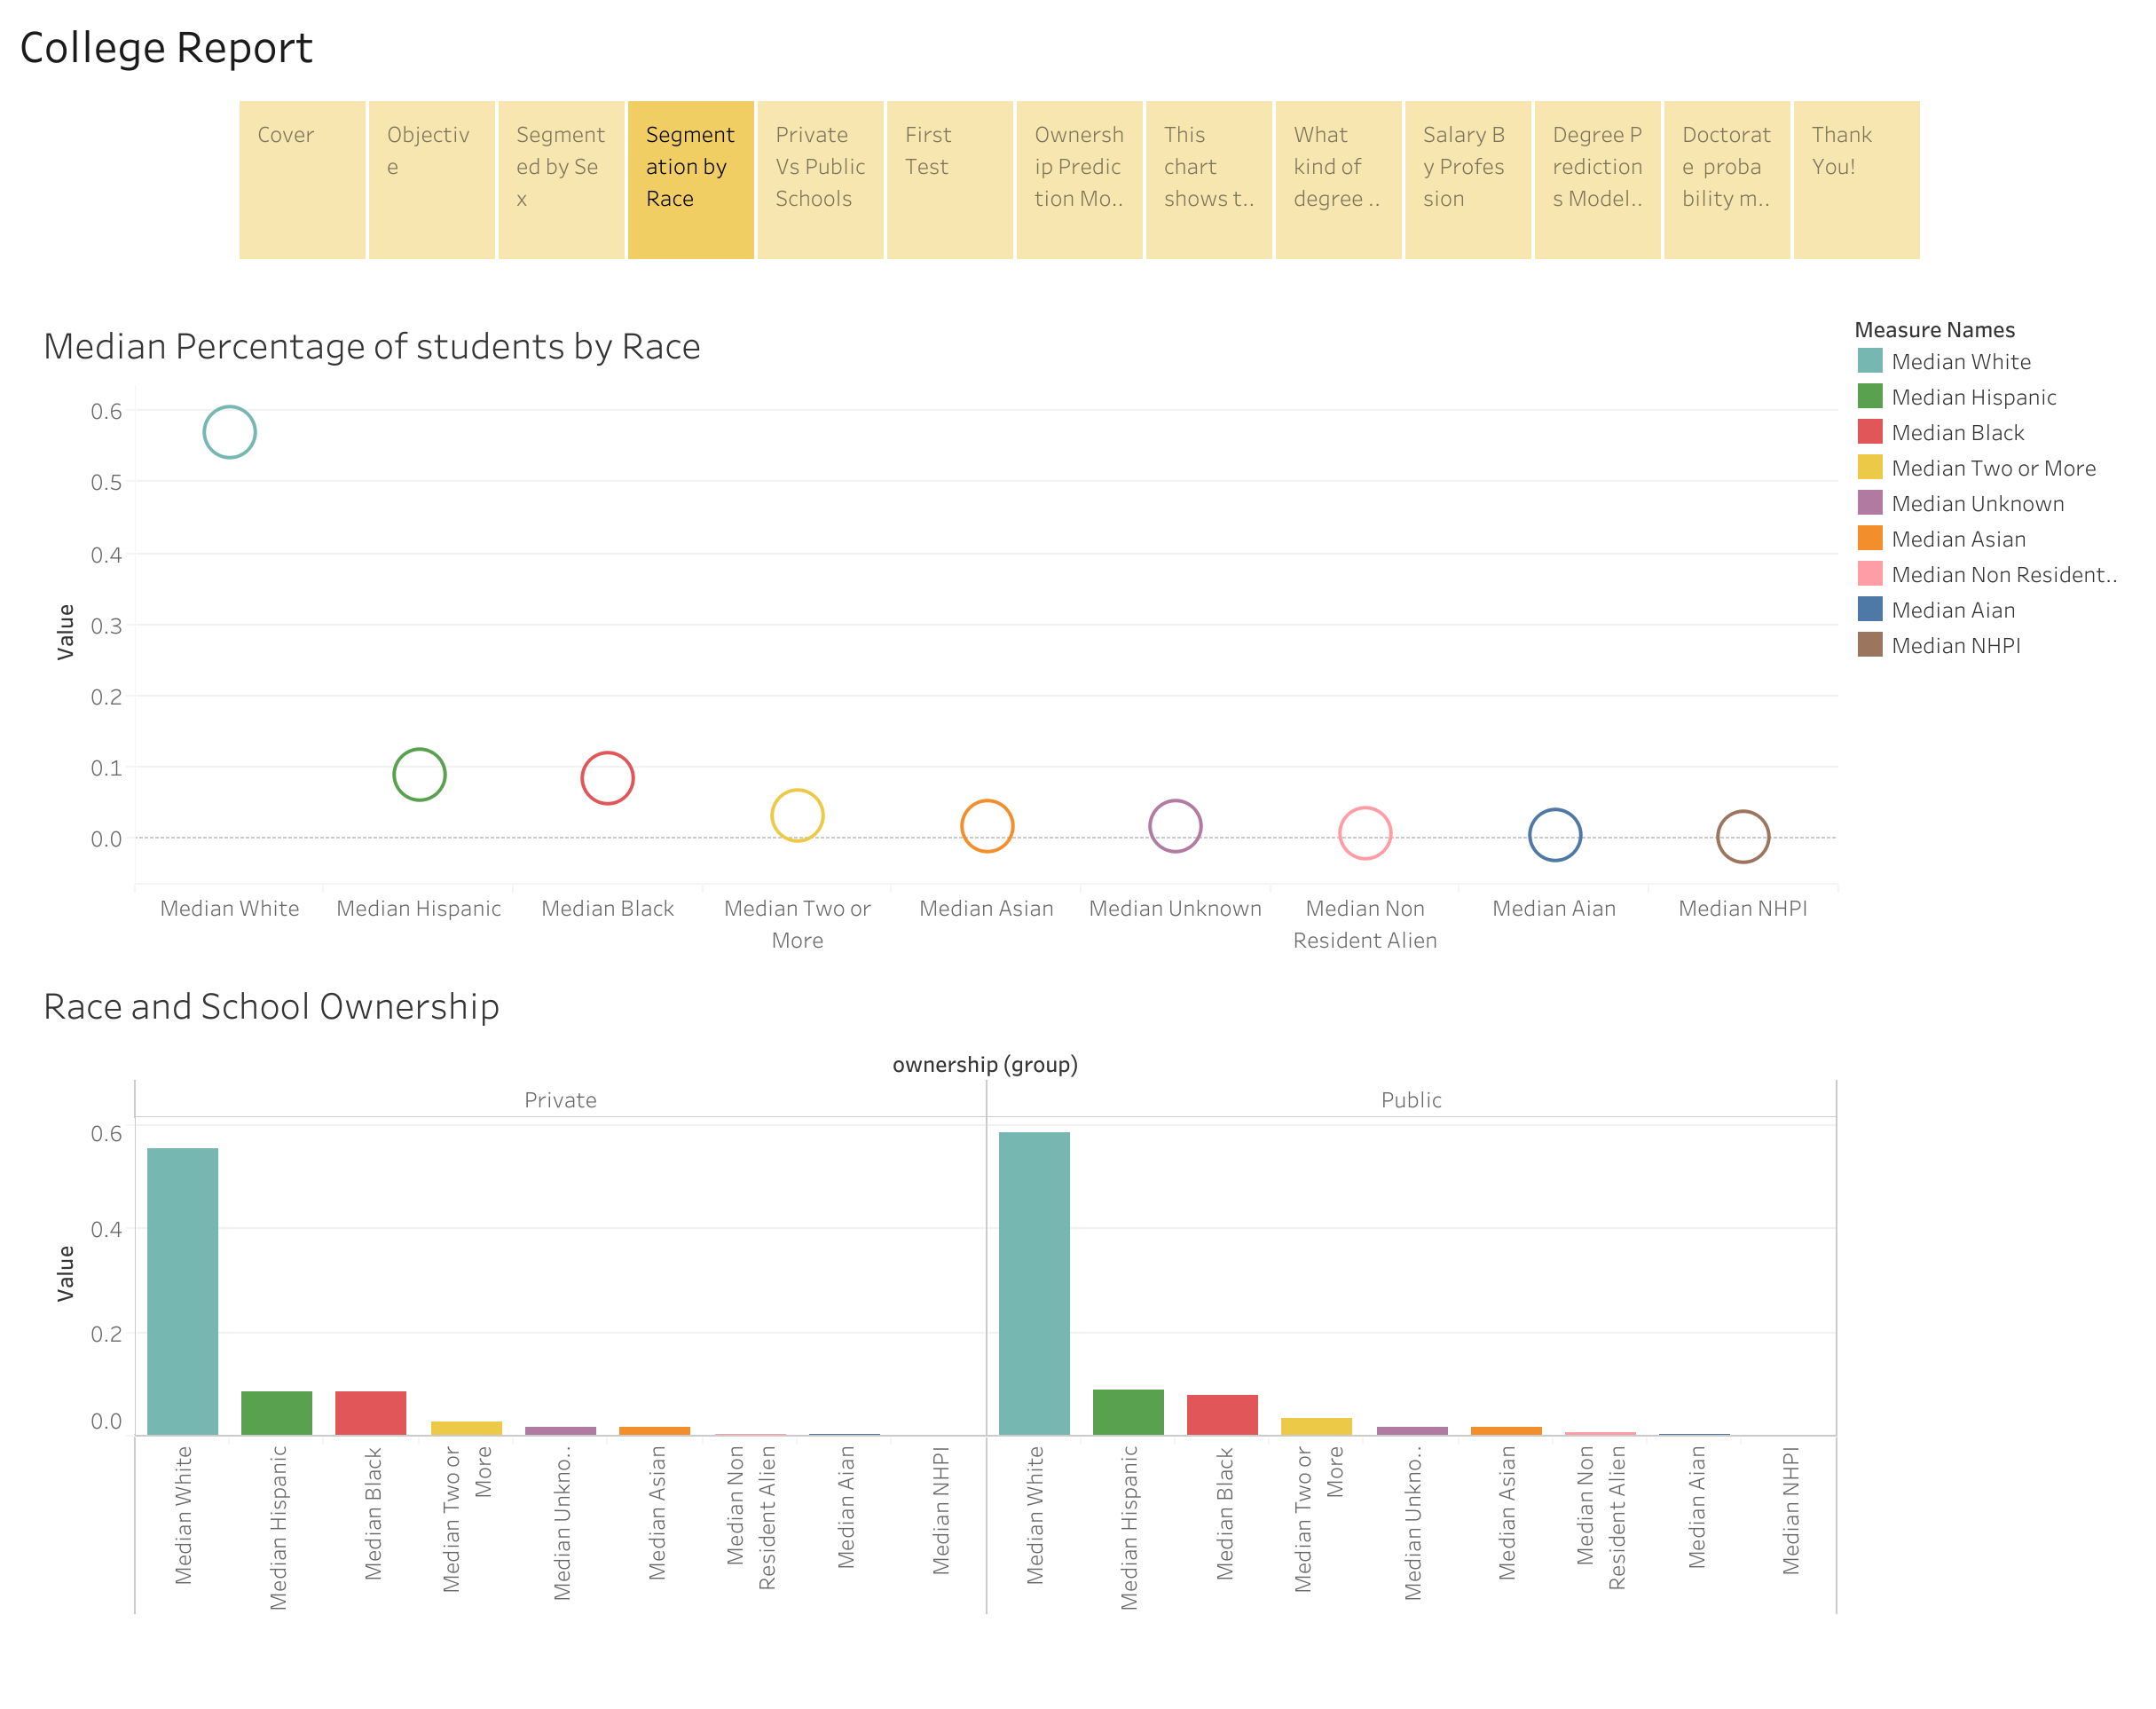 College Report
Cover
Objectiv
e
Segment
ed by Se
x
Segment
ation by
Race
Private
Vs Public
Schools
First
Test
Ownersh
ip Predic
tion Mo..
This
chart
shows t..
What
kind of
degree ..
Salary B
y Profes
sion
Degree P
rediction
s Model..
Doctorat
e proba
bility m..
Thank
You!
Median Percentage of students by Race
Measure Names
Median White
Median Hispanic
Median Black
Median Two or More
Median Unknown
Median Asian
Median Non Resident..
Median Aian
Median NHPI
Value
0.6
0.5
0.4
0.3
0.2
0.1
0.0
Median White
Median Hispanic
Median Black
Median Two or
More
Median Asian
Median Unknown
Median Non
Resident Alien
Median Aian
Median NHPI
Race and School Ownership
ownership (group)
Private
Public
Value
0.6
0.4
0.2
0.0
Median White
Median Hispanic
Median Black
Median Two or
More
Median Unkno..
Median Asian
Median Non
Resident Alien
Median Aian
Median NHPI
Median White
Median Hispanic
Median Black
Median Two or
More
Median Unkno..
Median Asian
Median Non
Resident Alien
Median Aian
Median NHPI